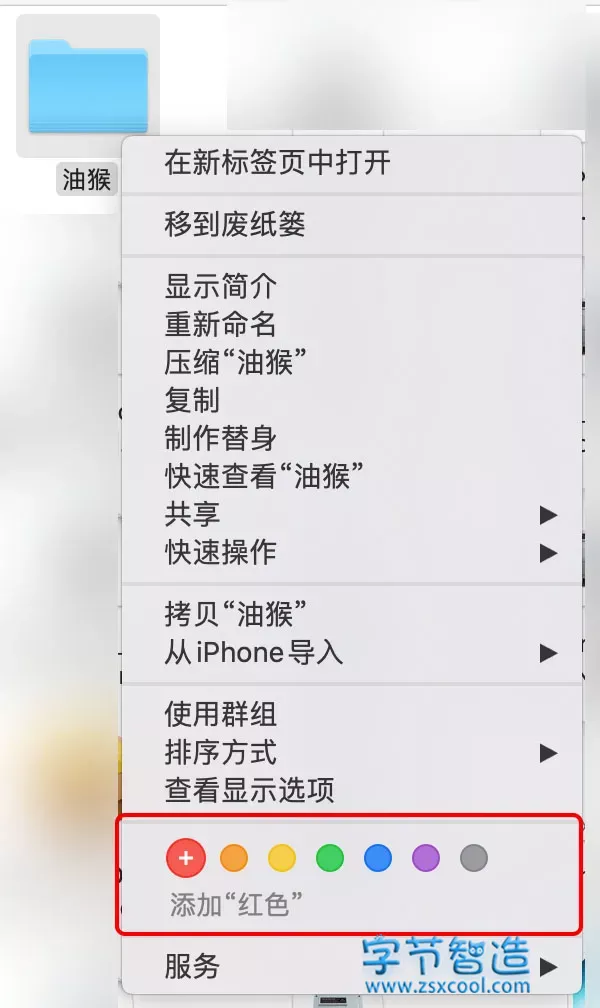 油猴
在新标签页中打开
移到废纸篓
显示简介
重新命名
压缩“油猴”
复制
制作替身
快速查看“油猴”
共享
快速操作
拷贝“油猴”
从iPhone导入
使用群组
排序方式
查看显示选项
添加“红色”
服务
字节智造
www.zsxcool.com